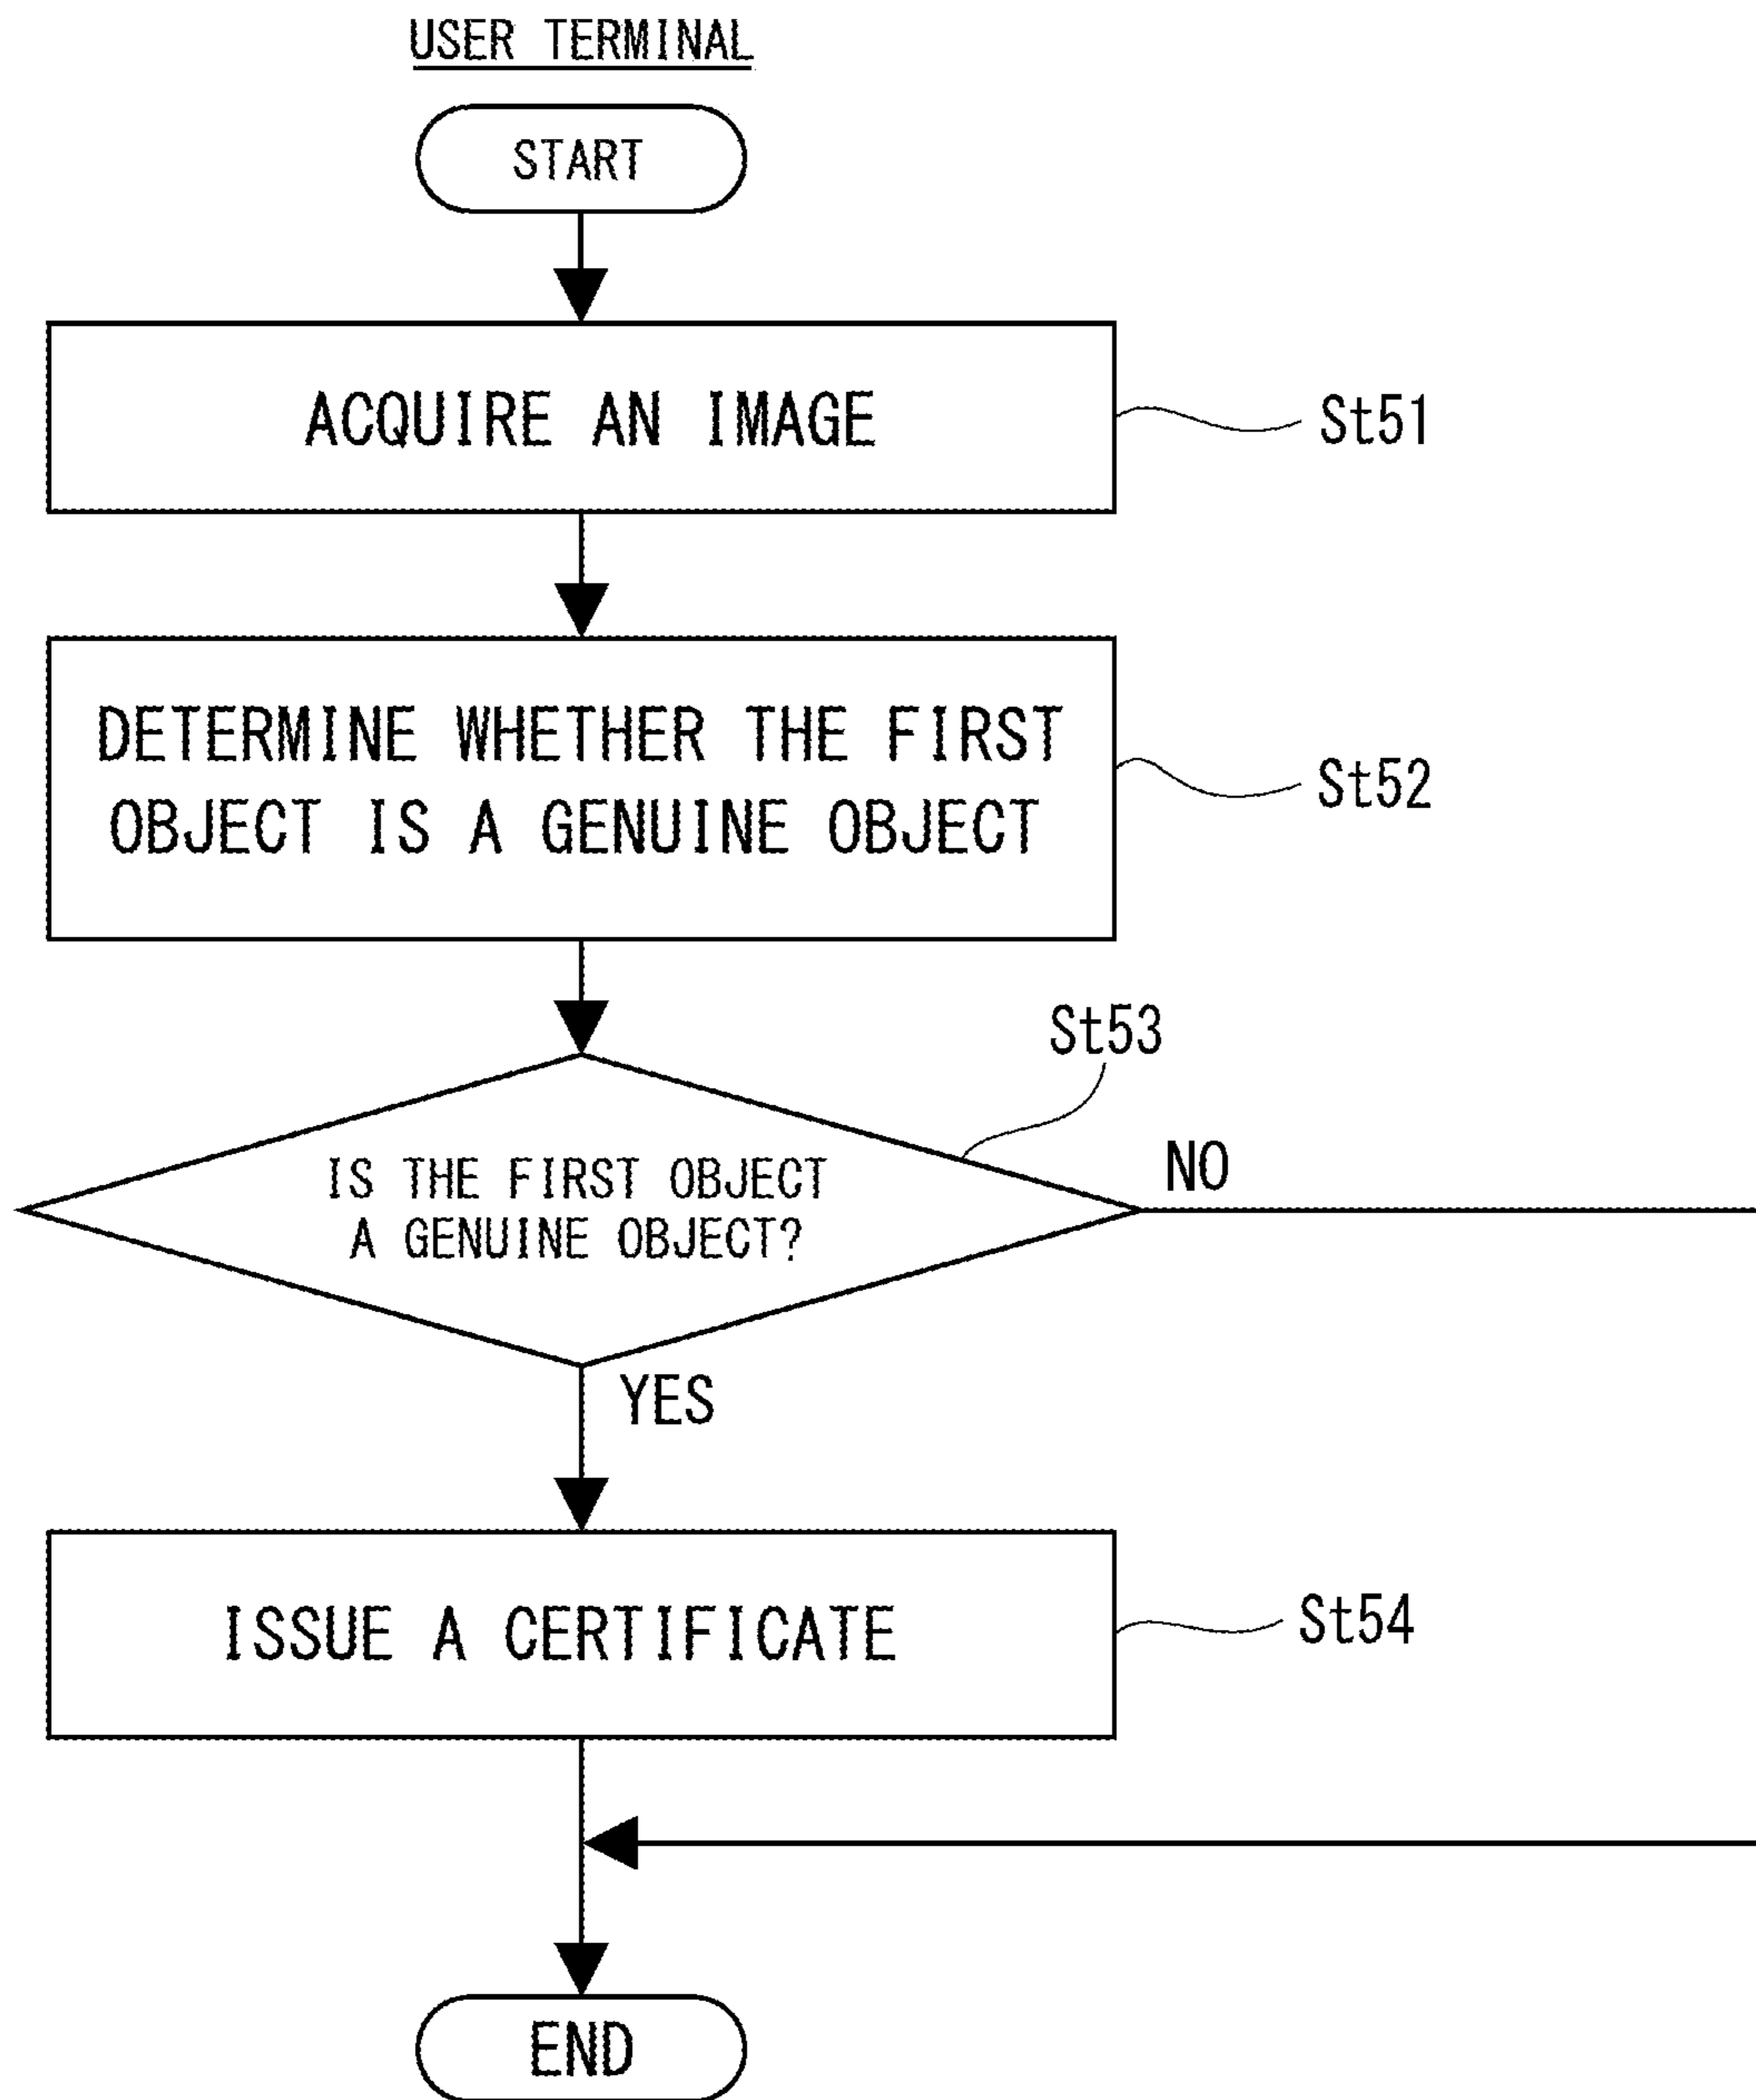 USER TERMINAL
START
ACQUIRE AN IMAGE
St51
DETERMINE WHETHER THE FIRST
OBJECT IS A GENUINE OBJECT
St52
St53
IS THE FIRST OBJECT
A GENUINE OBJECT?
NO
YES
ISSUE A CERTIFICATE
St54
END